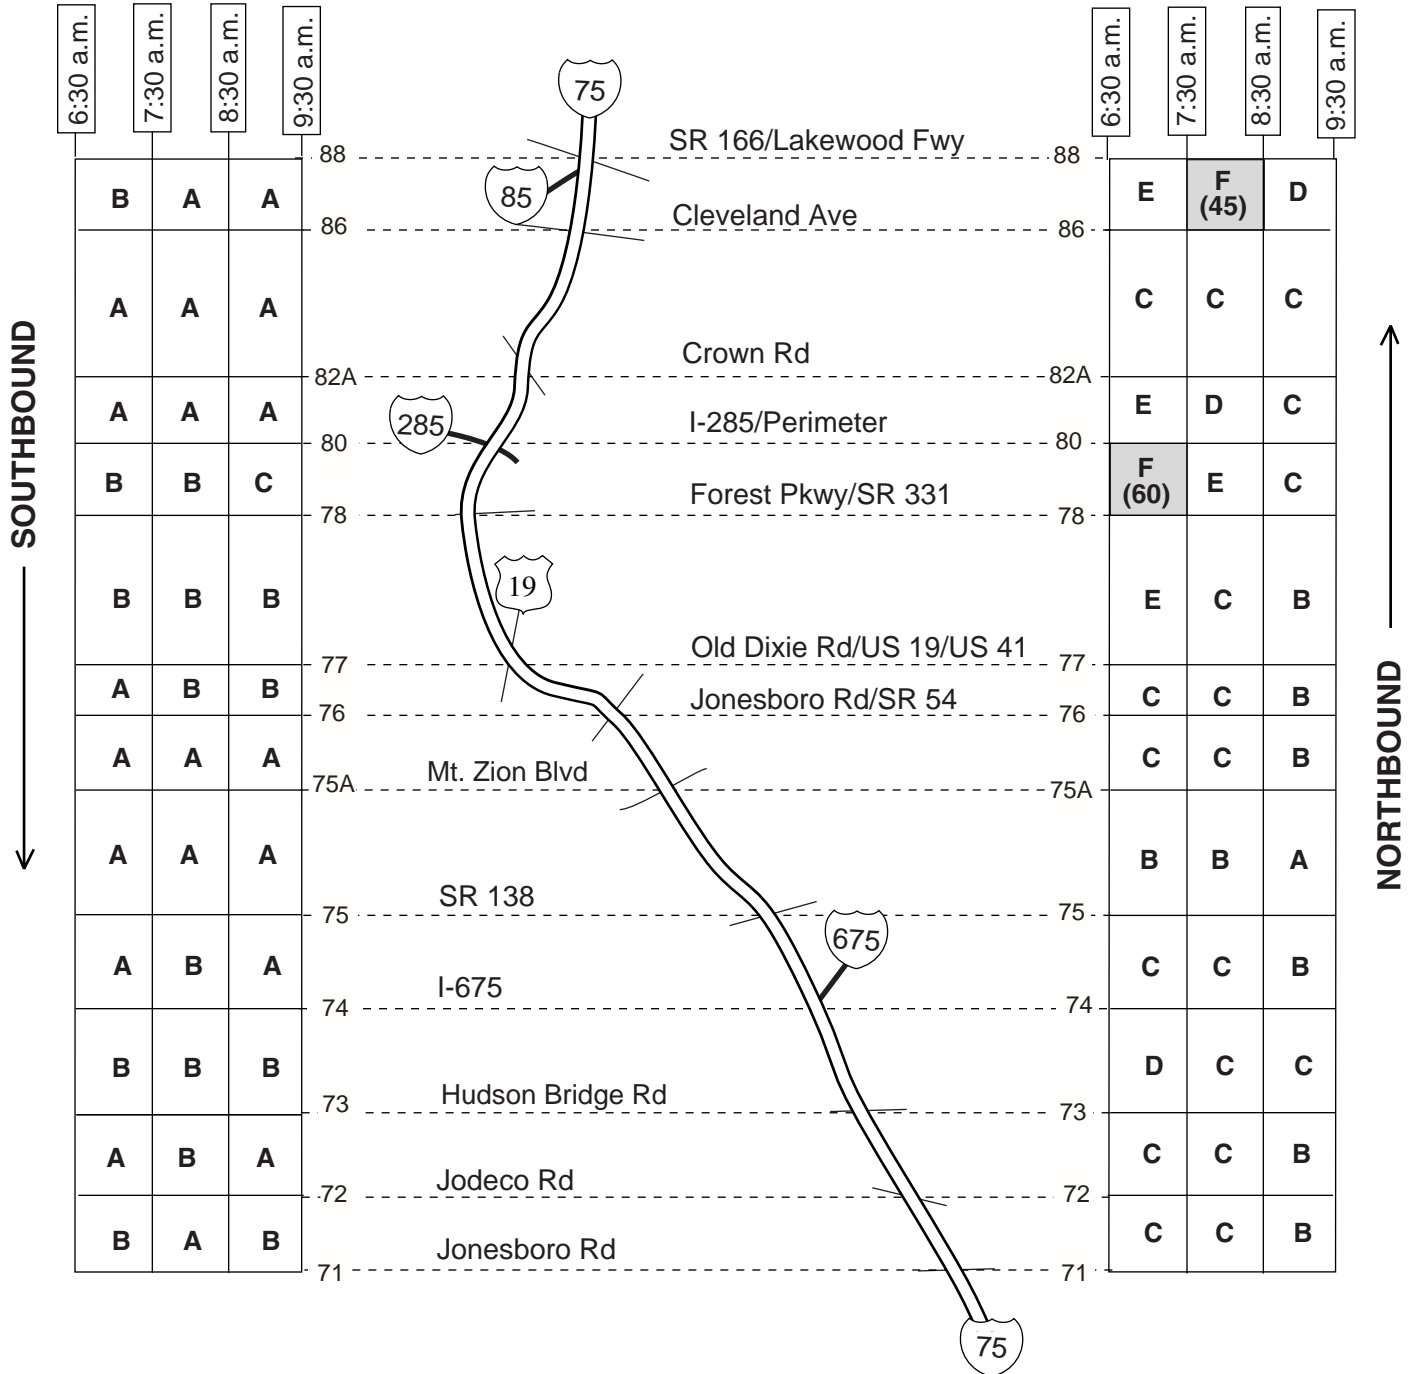 6:30 a.m. 7:30 a.m. 8:30 a.m. 9:30 a.m. 6:30 a.m. 7:30 a.m. 8:30 a.m. 9:30 a.m.
75
88 SR 166/Lakewood Fwy 88
B A A 85 E F (45) D
86 Cleveland Ave 86
A A A C C C
82A Crown Rd 82A
A A A 285 E D C
80 I-285/Perimeter 80
B B C F (60) E C
78 Forest Pkwy/SR 331 78
B B B 19 E C B
77 Old Dixie Rd/US 19/US 41 77
A B B C C B
76 Jonesboro Rd/SR 54 76
A A A C C B
75A Mt. Zion Blvd 75A
A A A B B A
75 SR 138 75
A B A 675 C C B
74 I-675 74
B B B D C C
73 Hudson Bridge Rd 73
A B A C C B
72 Jodeco Rd 72
B A B C C B
71 Jonesboro Rd 71
75
SOUTHBOUND
NORTHBOUND